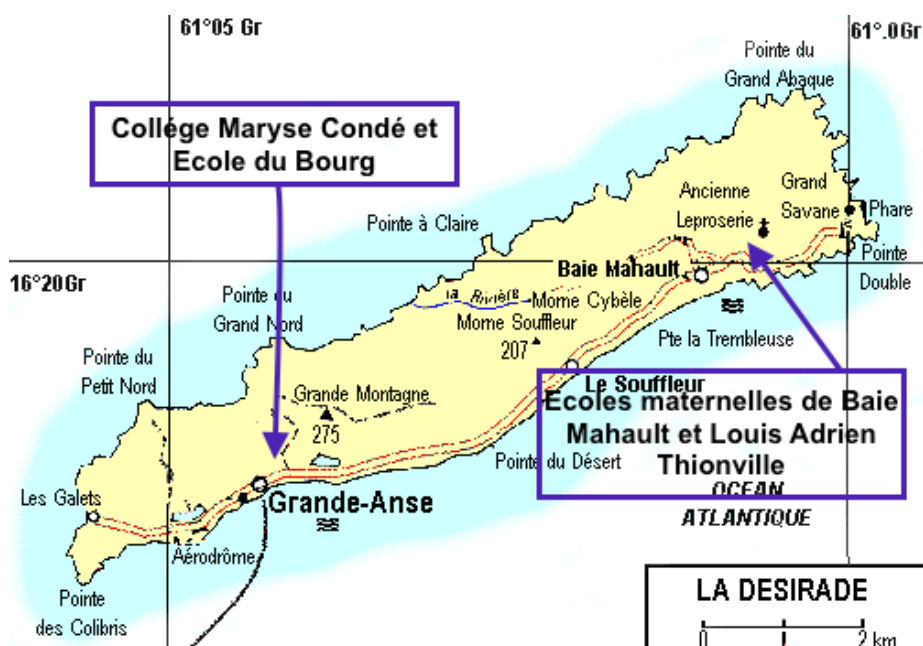 61°05 Gr
61°.0Gr
Pointe du
Grand Abaque
Collége Maryse Condé et
Ecole du Bourg
Ancienne
Leproserie
Grand
Savane
Phare
Pointe à Claire
Pointe
Double
Baie Mahault
16°20Gr
la Rivière
Morne Cybèle
Pointe du
Grand Nord
Morne Souffleur
207
Pte la Trembleuse
Pointe du
Petit Nord
Le Souffleur
Grande Montagne
275
Ecoles maternelles de Baie
Mahault et Louis Adrien
Thionville
Pointe du Désert
OCEAN
ATLANTIQUE
Les Galets
Grande-Anse
Aérodrôme
Pointe
des Colibris
LA DESIRADE
0 1 2 km